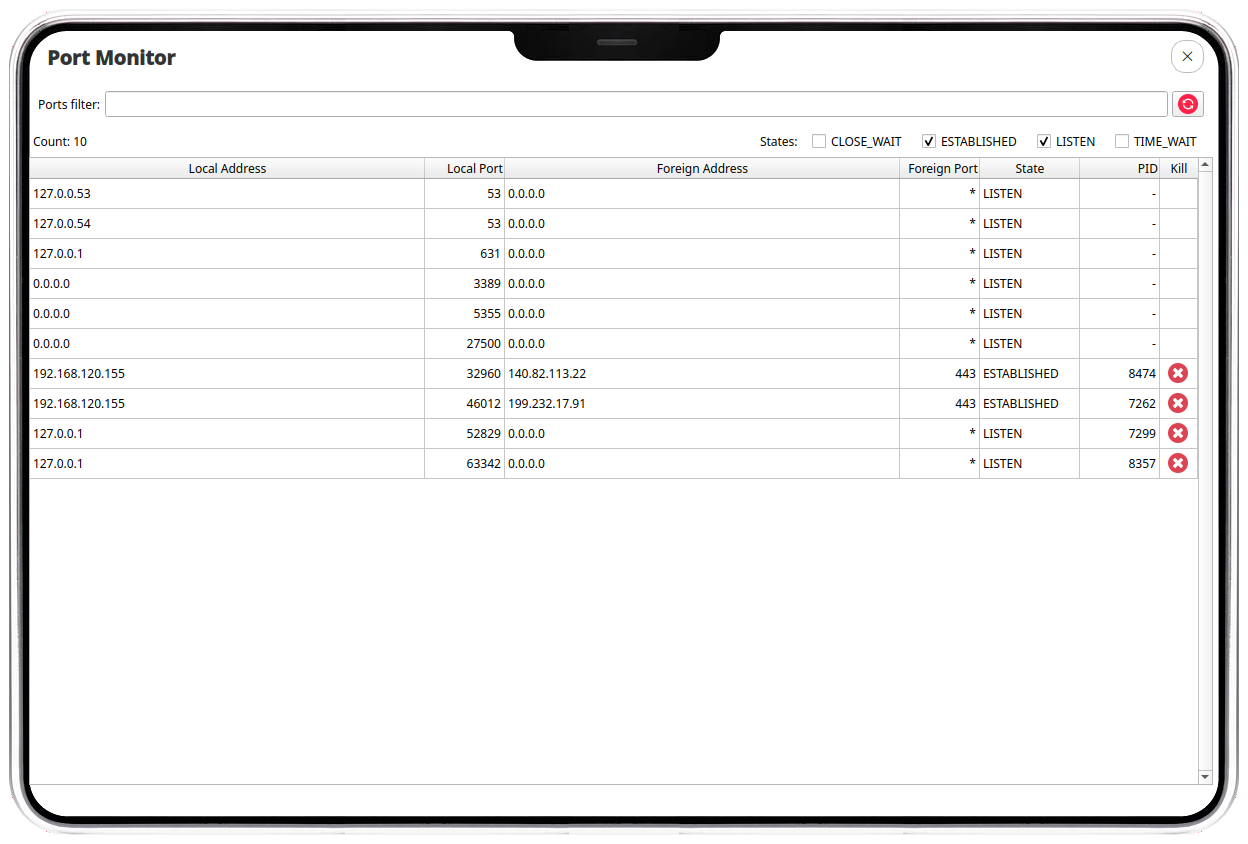 Port Monitor
Ports filter:
Count: 10 States: CLOSE_WAIT ESTABLISHED LISTEN TIME_WAIT
Local Address Local Port Foreign Address Foreign Port State PID Kill
127.0.0.53 53 0.0.0.0 * LISTEN -
127.0.0.54 53 0.0.0.0 * LISTEN -
127.0.0.1 631 0.0.0.0 * LISTEN -
0.0.0.0 3389 0.0.0.0 * LISTEN -
0.0.0.0 5355 0.0.0.0 * LISTEN -
0.0.0.0 27500 0.0.0.0 * LISTEN -
192.168.120.155 32960 140.82.113.22 443 ESTABLISHED 8474
192.168.120.155 46012 199.232.17.91 443 ESTABLISHED 7262
127.0.0.1 52829 0.0.0.0 * LISTEN 7299
127.0.0.1 63342 0.0.0.0 * LISTEN 8357